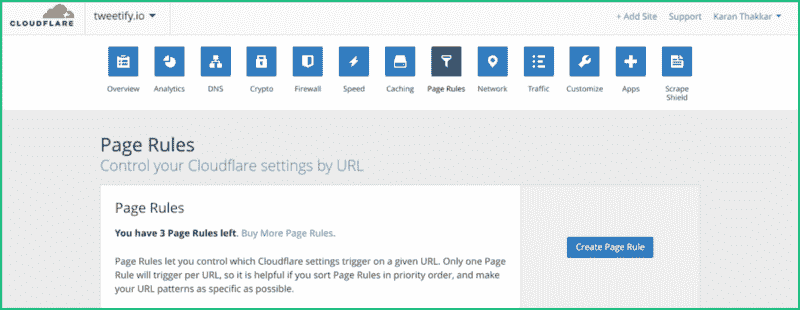 CLOUDFLARE
tweetify.io
+ Add Site
Support
Karan Thakkar
Overview
Analytics
DNS
Crypto
Firewall
Speed
Caching
Page Rules
Network
Traffic
Customize
Apps
Scrape
Shield
Page Rules
Control your Cloudflare settings by URL
Page Rules
You have 3 Page Rules left. Buy More Page Rules.
Page Rules let you control which Cloudflare settings trigger on a given URL. Only one Page
Rule will trigger per URL, so it is helpful if you sort Page Rules in priority order, and make
your URL patterns as specific as possible.
Create Page Rule